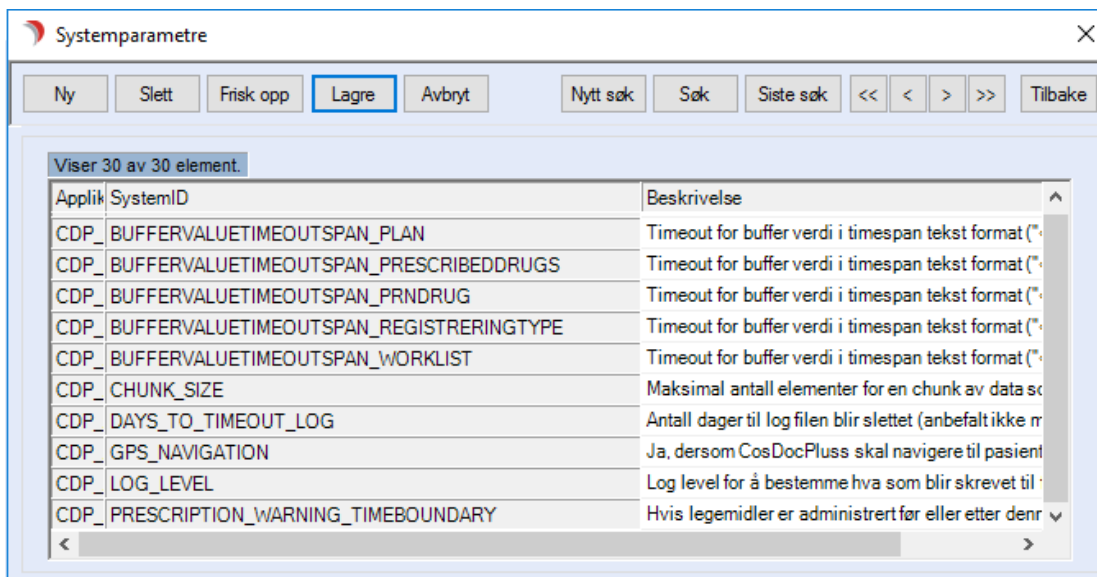 Systemparametre
Ny Slett Frisk opp Lagre Avbryt Nytt søk Søk Siste søk << < > >> Tilbake
Viser 30 av 30 element.
Applik SystemID Beskrivelse
CDP_ BUFFERVALUETIMEOUTSPAN_PLAN Timeout for buffer verdi i timespan tekst format ("
CDP_ BUFFERVALUETIMEOUTSPAN_PRESCRIBEDDRUGS Timeout for buffer verdi i timespan tekst format ("
CDP_ BUFFERVALUETIMEOUTSPAN_PRNDRUG Timeout for buffer verdi i timespan tekst format ("
CDP_ BUFFERVALUETIMEOUTSPAN_REGISTRERINGTYPE Timeout for buffer verdi i timespan tekst format ("
CDP_ BUFFERVALUETIMEOUTSPAN_WORKLIST Timeout for buffer verdi i timespan tekst format ("
CDP_ CHUNK_SIZE Maksimal antall elementer for en chunk av data
CDP_ DAYS_TO_TIMEOUT_LOG Antall dager til log filen blir slettet (anbefalt ikke
CDP_ GPS_NAVIGATION Ja, dersom CosDocPluss skal navigere til pasient
CDP_ LOG_LEVEL Log level for å bestemme hva som blir skrevet til
CDP_ PRESCRIPTION_WARNING_TIMEBOUNDARY Hvis legemidler er administrert før eller etter